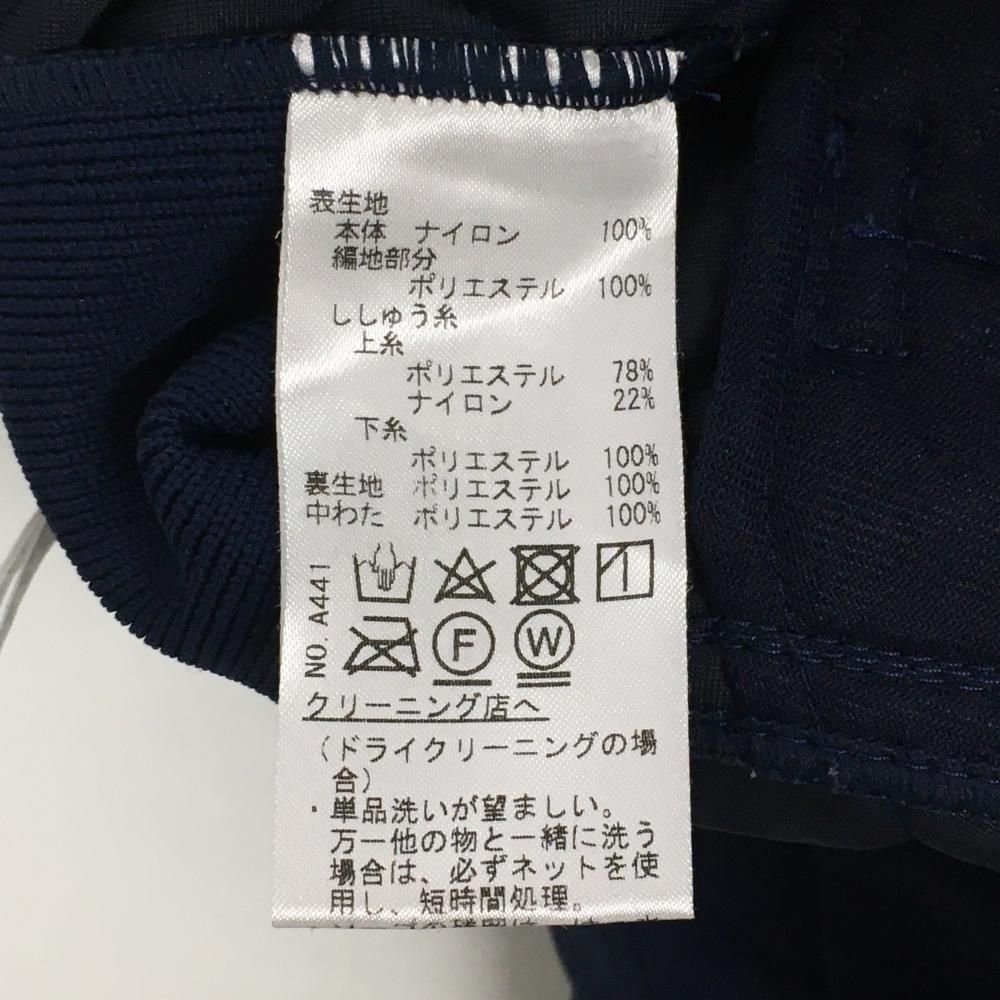 表生地
本体 ナイロン 100%
編地部分
ポリエステル 100%
ししゅう糸
上糸
ポリエステル 78%
ナイロン 22%
下糸
ポリエステル 100%
裏生地 ポリエステル 100%
中わた ポリエステル 100%
NO. A441
F W
クリーニング店へ
(ドライクリーニングの場
合)
・単品洗いが望ましい。
万一他の物と一緒に洗う
場合は、必ずネットを使
用し、短時間処理。